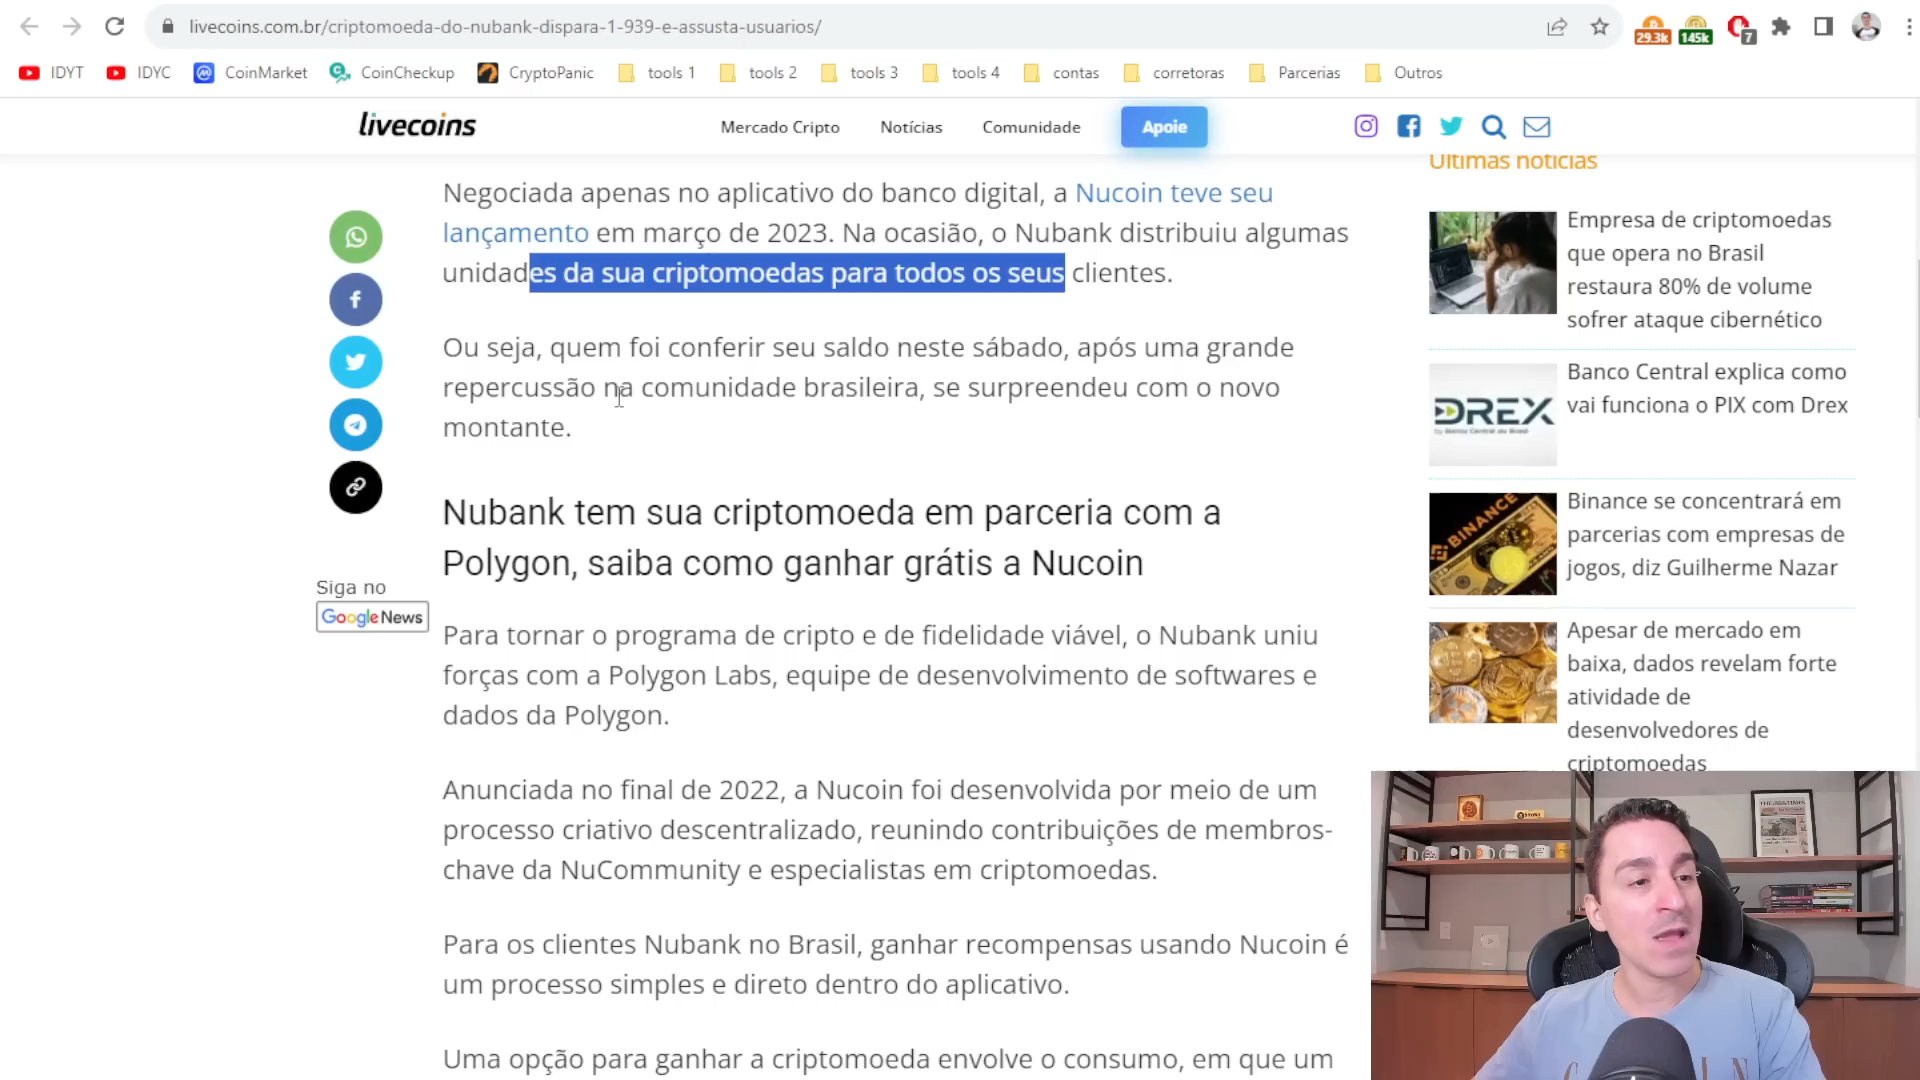 livecoins.com.br/criptomoeda-do-nubank-dispara-1-939-e-assusta-usuarios/
29.3k
145k
7
IDYT
IDYC
CoinMarket
CoinCheckup
CryptoPanic
tools 1
tools 2
tools 3
tools 4
contas
corretoras
Parcerias
Outros
livecoins
Mercado Cripto
Notícias
Comunidade
Apoie
Negociada apenas no aplicativo do banco digital, a Nucoin teve seu
lançamento em março de 2023. Na ocasião, o Nubank distribuiu algumas
unidades da sua criptomoedas para todos os seus clientes.
Ou seja, quem foi conferir seu saldo neste sábado, após uma grande
repercussão na comunidade brasileira, se surpreendeu com o novo
montante.
Nubank tem sua criptomoeda em parceria com a
Polygon, saiba como ganhar grátis a Nucoin
Siga no
Google News
Para tornar o programa de cripto e de fidelidade viável, o Nubank uniu
forças com a Polygon Labs, equipe de desenvolvimento de softwares e
dados da Polygon.
Anunciada no final de 2022, a Nucoin foi desenvolvida por meio de um
processo criativo descentralizado, reunindo contribuições de membros-
chave da NuCommunity e especialistas em criptomoedas.
Para os clientes Nubank no Brasil, ganhar recompensas usando Nucoin é
um processo simples e direto dentro do aplicativo.
Uma opção para ganhar a criptomoeda envolve o consumo, em que um
Últimas notícias
Empresa de criptomoedas
que opera no Brasil
restaura 80% de volume
sofrer ataque cibernético
DREX
Banco Central explica como
vai funciona o PIX com Drex
BINANCE
Binance se concentrará em
parcerias com empresas de
jogos, diz Guilherme Nazar
Apesar de mercado em
baixa, dados revelam forte
atividade de
desenvolvedores de
criptomoedas